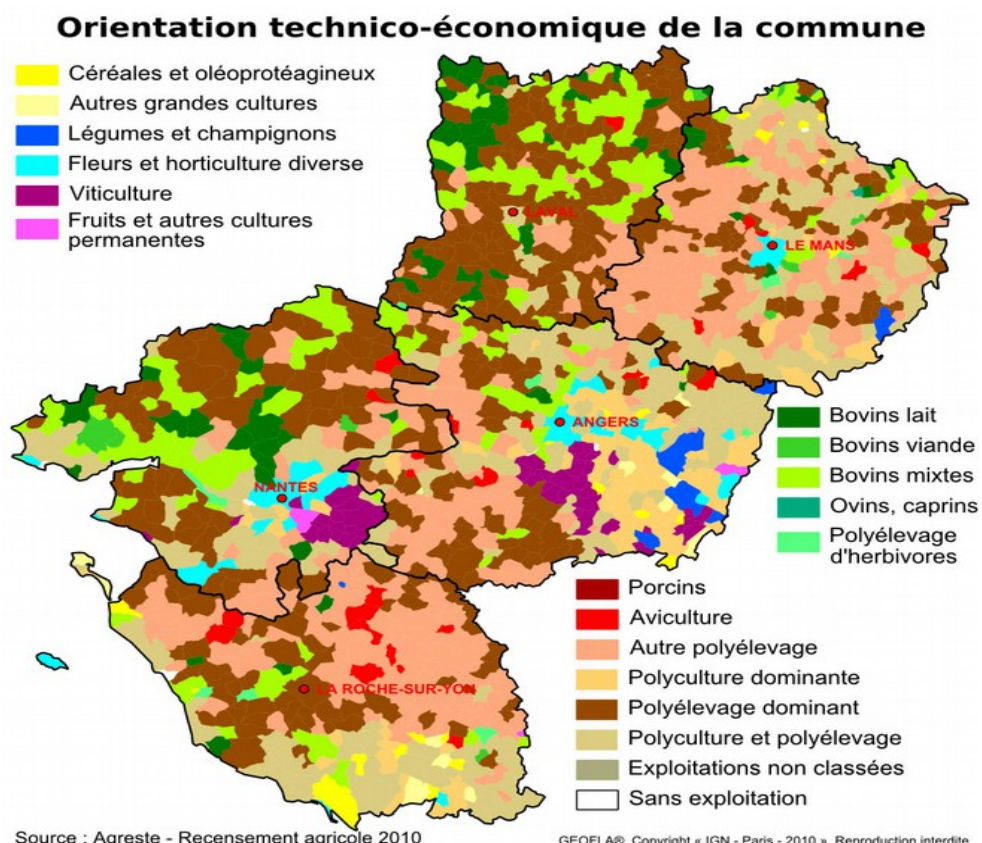 Orientation technico-économique de la commune
Céréales et oléoprotéagineux
Autres grandes cultures
Légumes et champignons
Fleurs et horticulture diverse
Viticulture
Fruits et autres cultures
permanentes
LAVAL
LE MANS
ANGERS
NANTES
LA ROCHE-SUR-YON
Bovins lait
Bovins viande
Bovins mixtes
Ovins, caprins
Polyélevage
d'herbivores
Porcins
Aviculture
Autre polyélevage
Polyculture dominante
Polyélevage dominant
Polyculture et polyélevage
Exploitations non classées
Sans exploitation
Source : Agreste - Recensement agricole 2010
GEOFLA®, Copyright « IGN - Paris - 2010 », Reproduction interdite